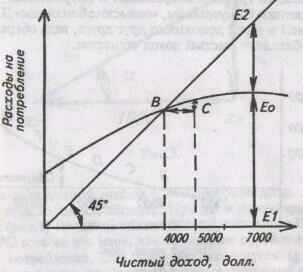 E2
Расходы на
потребление
B
C
Eo
45°
E1
4000 5000 7000
Чистый доход, долл.